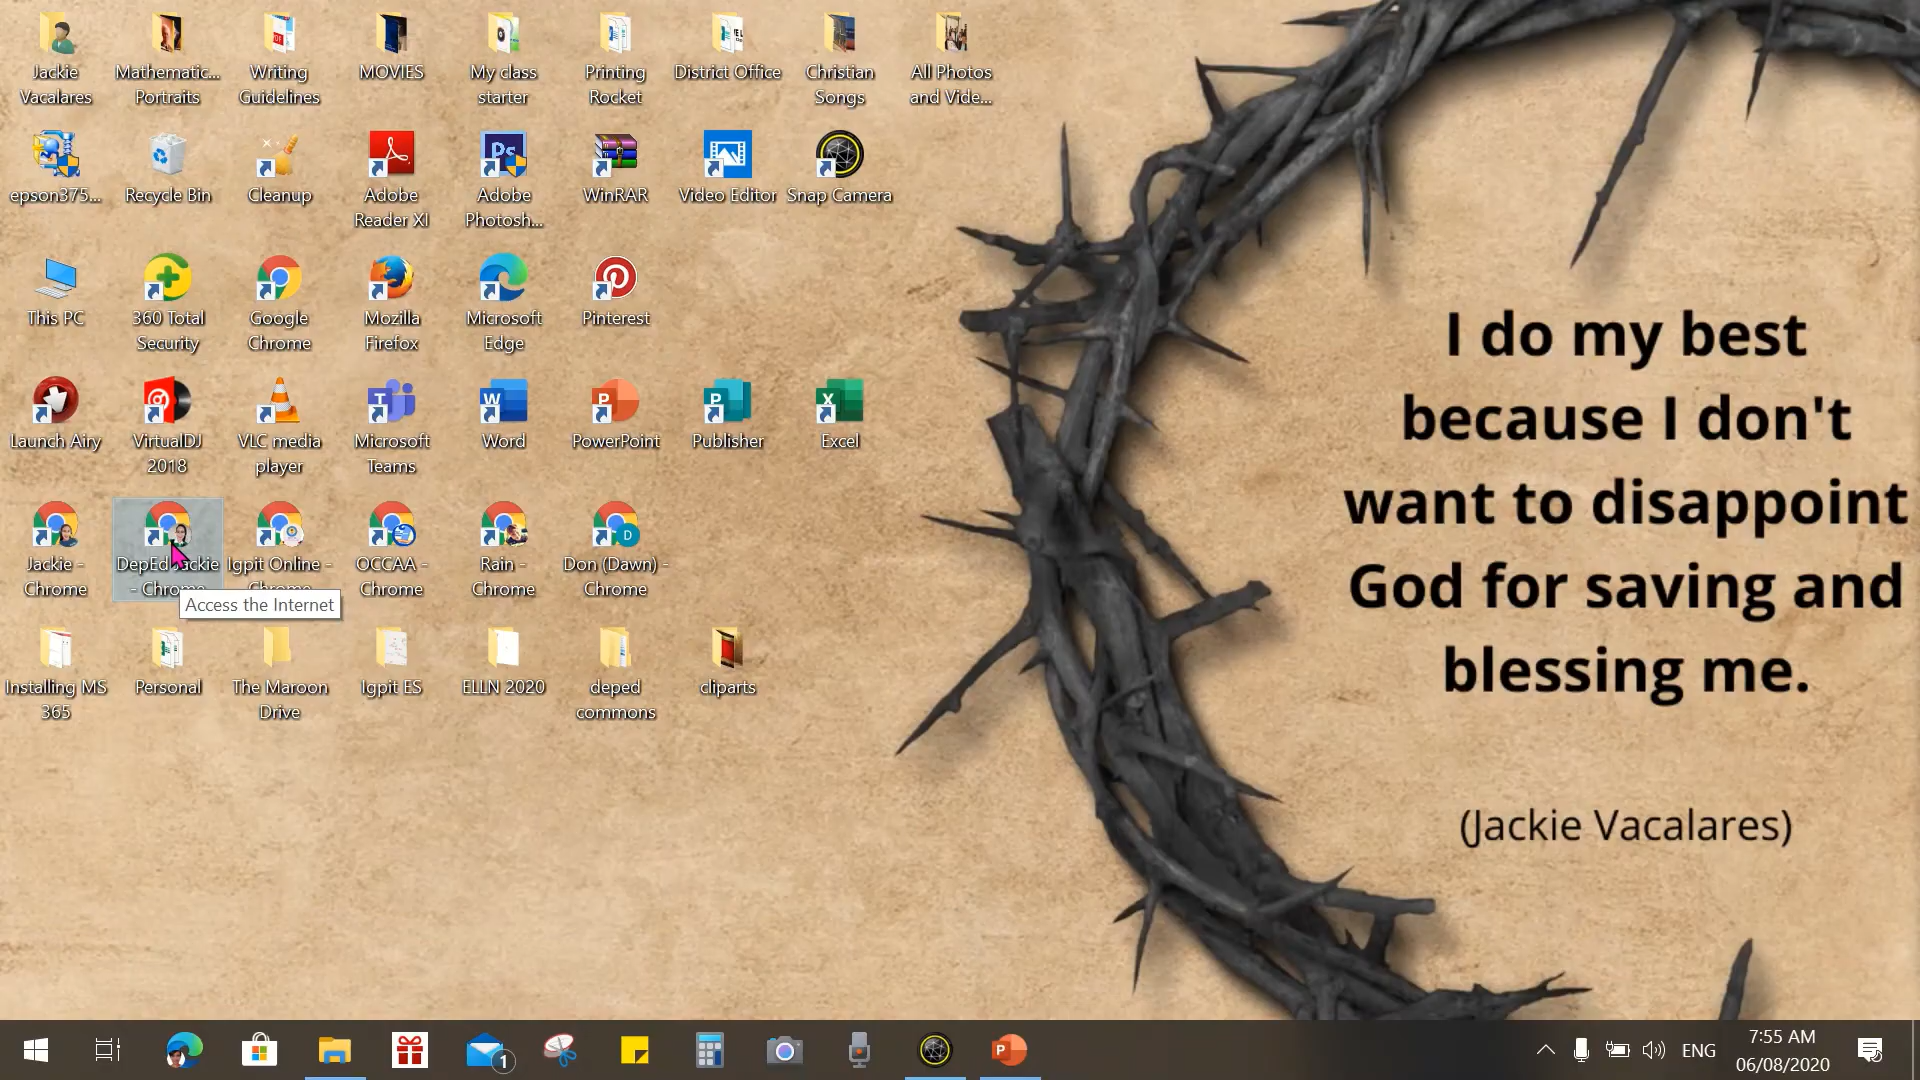 Jackie
Vacalares
Mathematic...
Portraits
Writing
Guidelines
MOVIES
My class
starter
Printing
Rocket
District Office
Christian
Songs
All Photos
and Vide...
epson375...
Recycle Bin
Cleanup
Adobe
Reader XI
Adobe
Photosh...
WinRAR
Video Editor
Snap Camera
This PC
360 Total
Security
Google
Chrome
Mozilla
Firefox
Microsoft
Edge
Pinterest
Launch Airy
VirtualDJ
2018
VLC media
player
Microsoft
Teams
Word
PowerPoint
Publisher
Excel
Jackie -
Chrome
DepEd Jackie
- Chrome
Igpit Online -
Chrome
OCCAA -
Chrome
Rain -
Chrome
Don (Dawn) -
Chrome
Access the Internet
Installing MS
365
Personal
The Maroon
Drive
Igpit ES
ELLN 2020
deped
commons
cliparts
I do my best
because I don't
want to disappoint
God for saving and
blessing me.
(Jackie Vacalares)
1
ENG
7:55 AM
06/08/2020